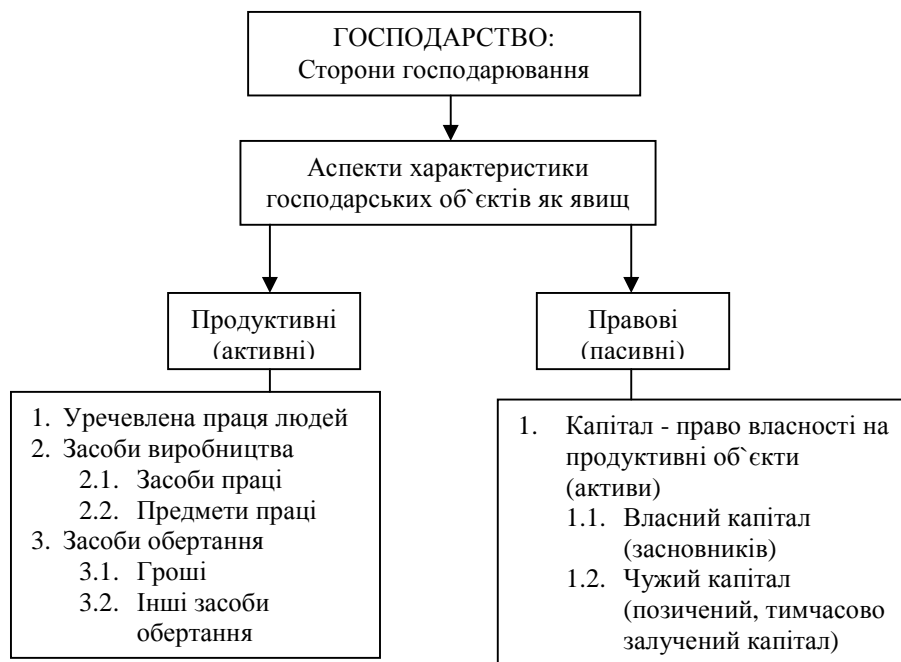 ГОСПОДАРСТВО:
Сторони господарювання
Аспекти характеристики
господарських об`єктів як явищ
Продуктивні
(активні)
Правові
(пасивні)
1. Уречевлена праця людей
2. Засоби виробництва
2.1. Засоби праці
2.2. Предмети праці
3. Засоби обертання
3.1. Гроші
3.2. Інші засоби
обертання
1. Капітал - право власності на
продуктивні об`єкти
(активи)
1.1. Власний капітал
(засновників)
1.2. Чужий капітал
(позичений, тимчасово
залучений капітал)